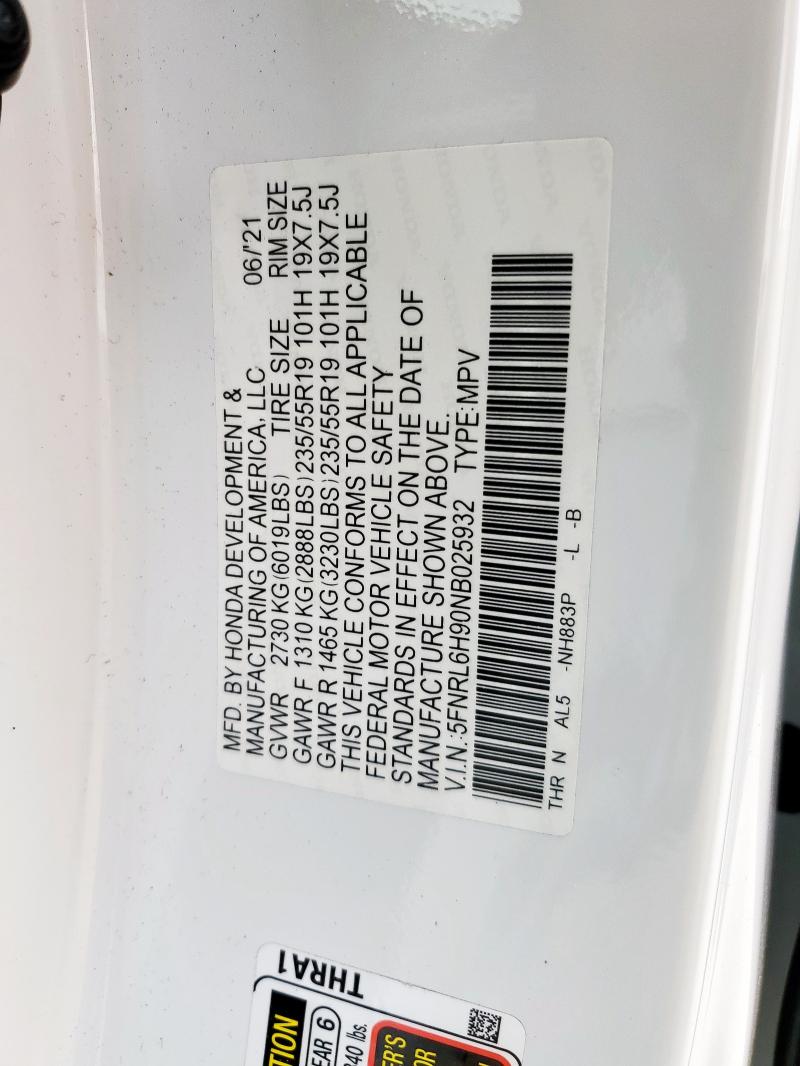 MFD. BY HONDA DEVELOPMENT &
MANUFACTURING OF AMERICA, LLC 06/'21
GVWR 2730 KG(6019LBS) TIRE SIZE RIM SIZE
GAWR F 1310 KG(2888LBS)235/55R19 101H 19X7.5J
GAWR R 1465 KG(3230LBS)235/55R19 101H 19X7.5J
THIS VEHICLE CONFORMS TO ALL APPLICABLE
FEDERAL MOTOR VEHICLE SAFETY
STANDARDS IN EFFECT ON THE DATE OF
MANUFACTURE SHOWN ABOVE.
V.I.N.:5FNRL6H90NB025932 TYPE:MPV
THR N AL5 -NH883P -L -B
THRA1